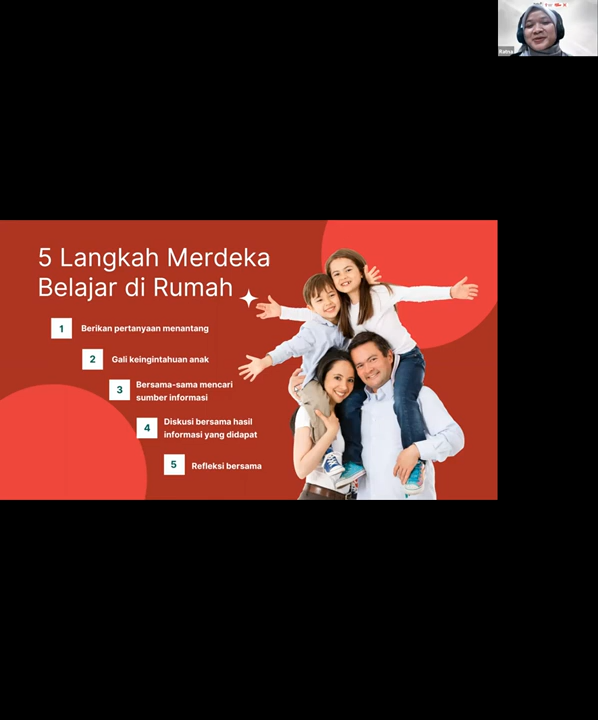 5 Langkah Merdeka
Belajar di Rumah
1 Berikan pertanyaan menantang
2 Gali keingintahuan anak
3 Bersama-sama mencari
sumber informasi
4 Diskusi bersama hasil
informasi yang didapat
5 Refleksi bersama